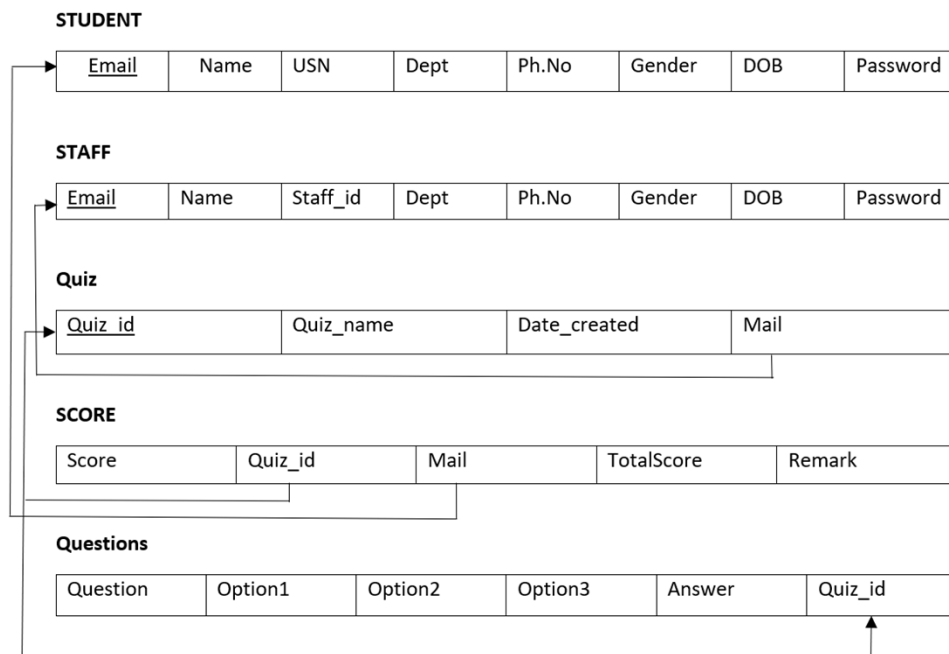 STUDENT
Email Name USN Dept Ph.No Gender DOB Password
STAFF
Email Name Staff_id Dept Ph.No Gender DOB Password
Quiz
Quiz_id Quiz_name Date_created Mail
SCORE
Score Quiz_id Mail TotalScore Remark
Questions
Question Option1 Option2 Option3 Answer Quiz_id